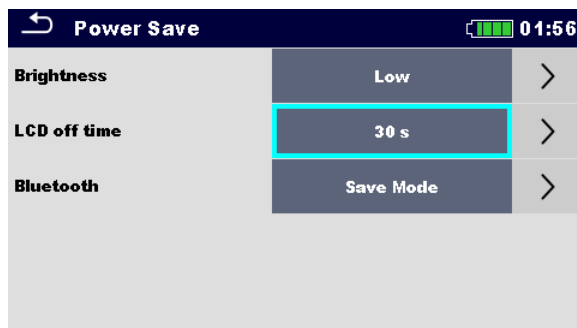 Power Save 01:56
Brightness Low
LCD off time 30 s
Bluetooth Save Mode